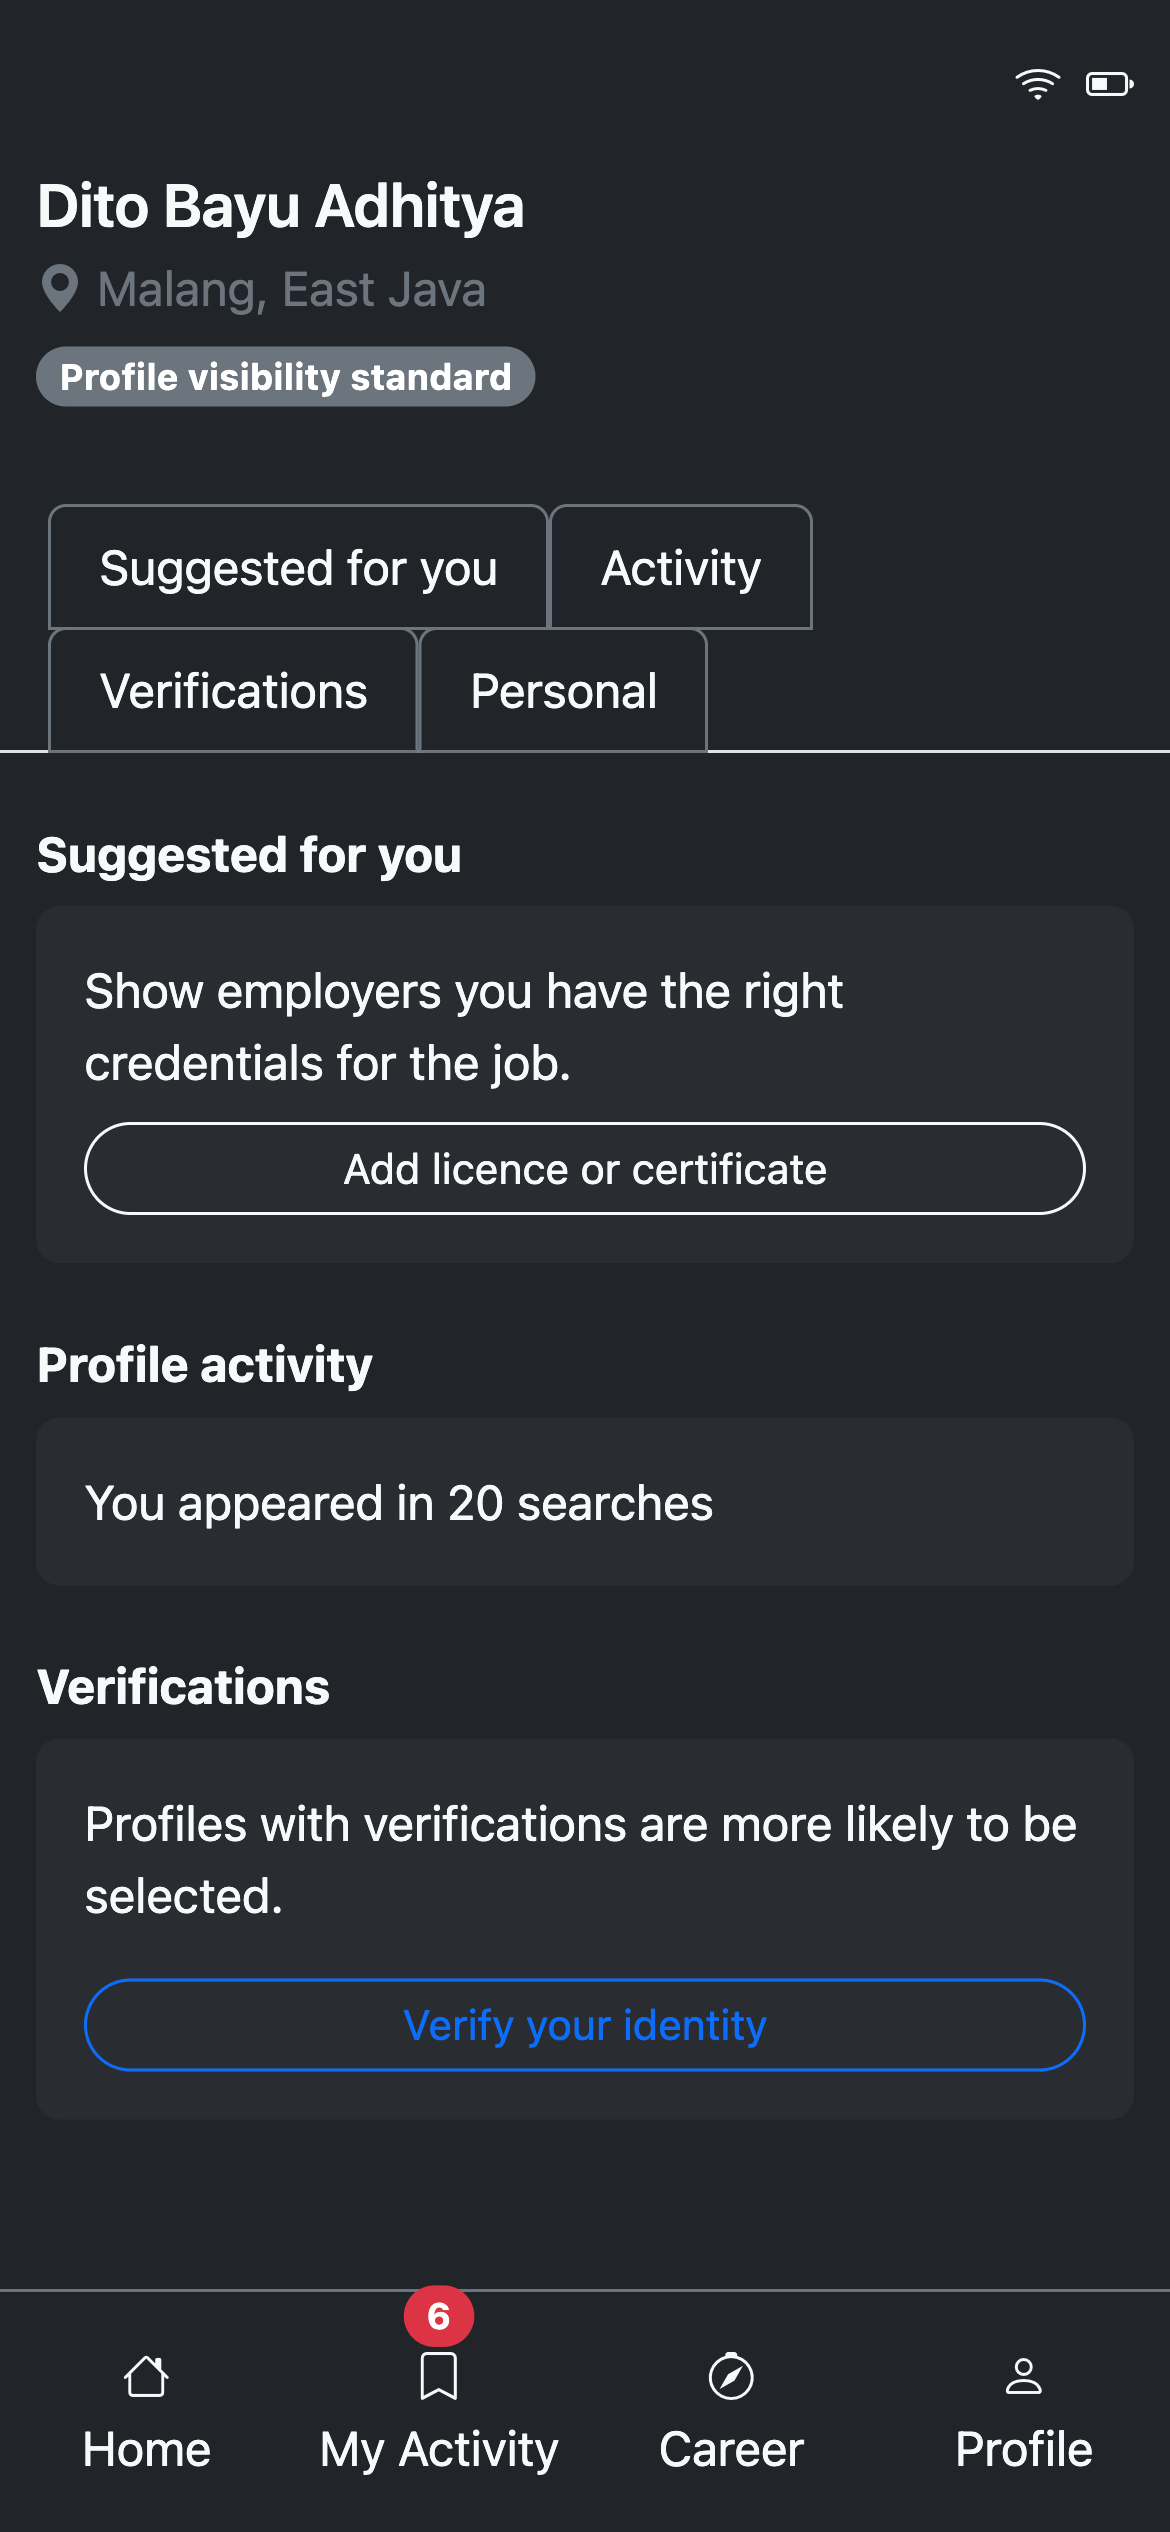 Dito Bayu Adhitya
Malang, East Java
Profile visibility standard
Suggested for you
Activity
Verifications
Personal
Suggested for you
Show employers you have the right
credentials for the job.
Add licence or certificate
Profile activity
You appeared in 20 searches
Verifications
Profiles with verifications are more likely to be
selected.
Verify your identity
6
Home
My Activity
Career
Profile